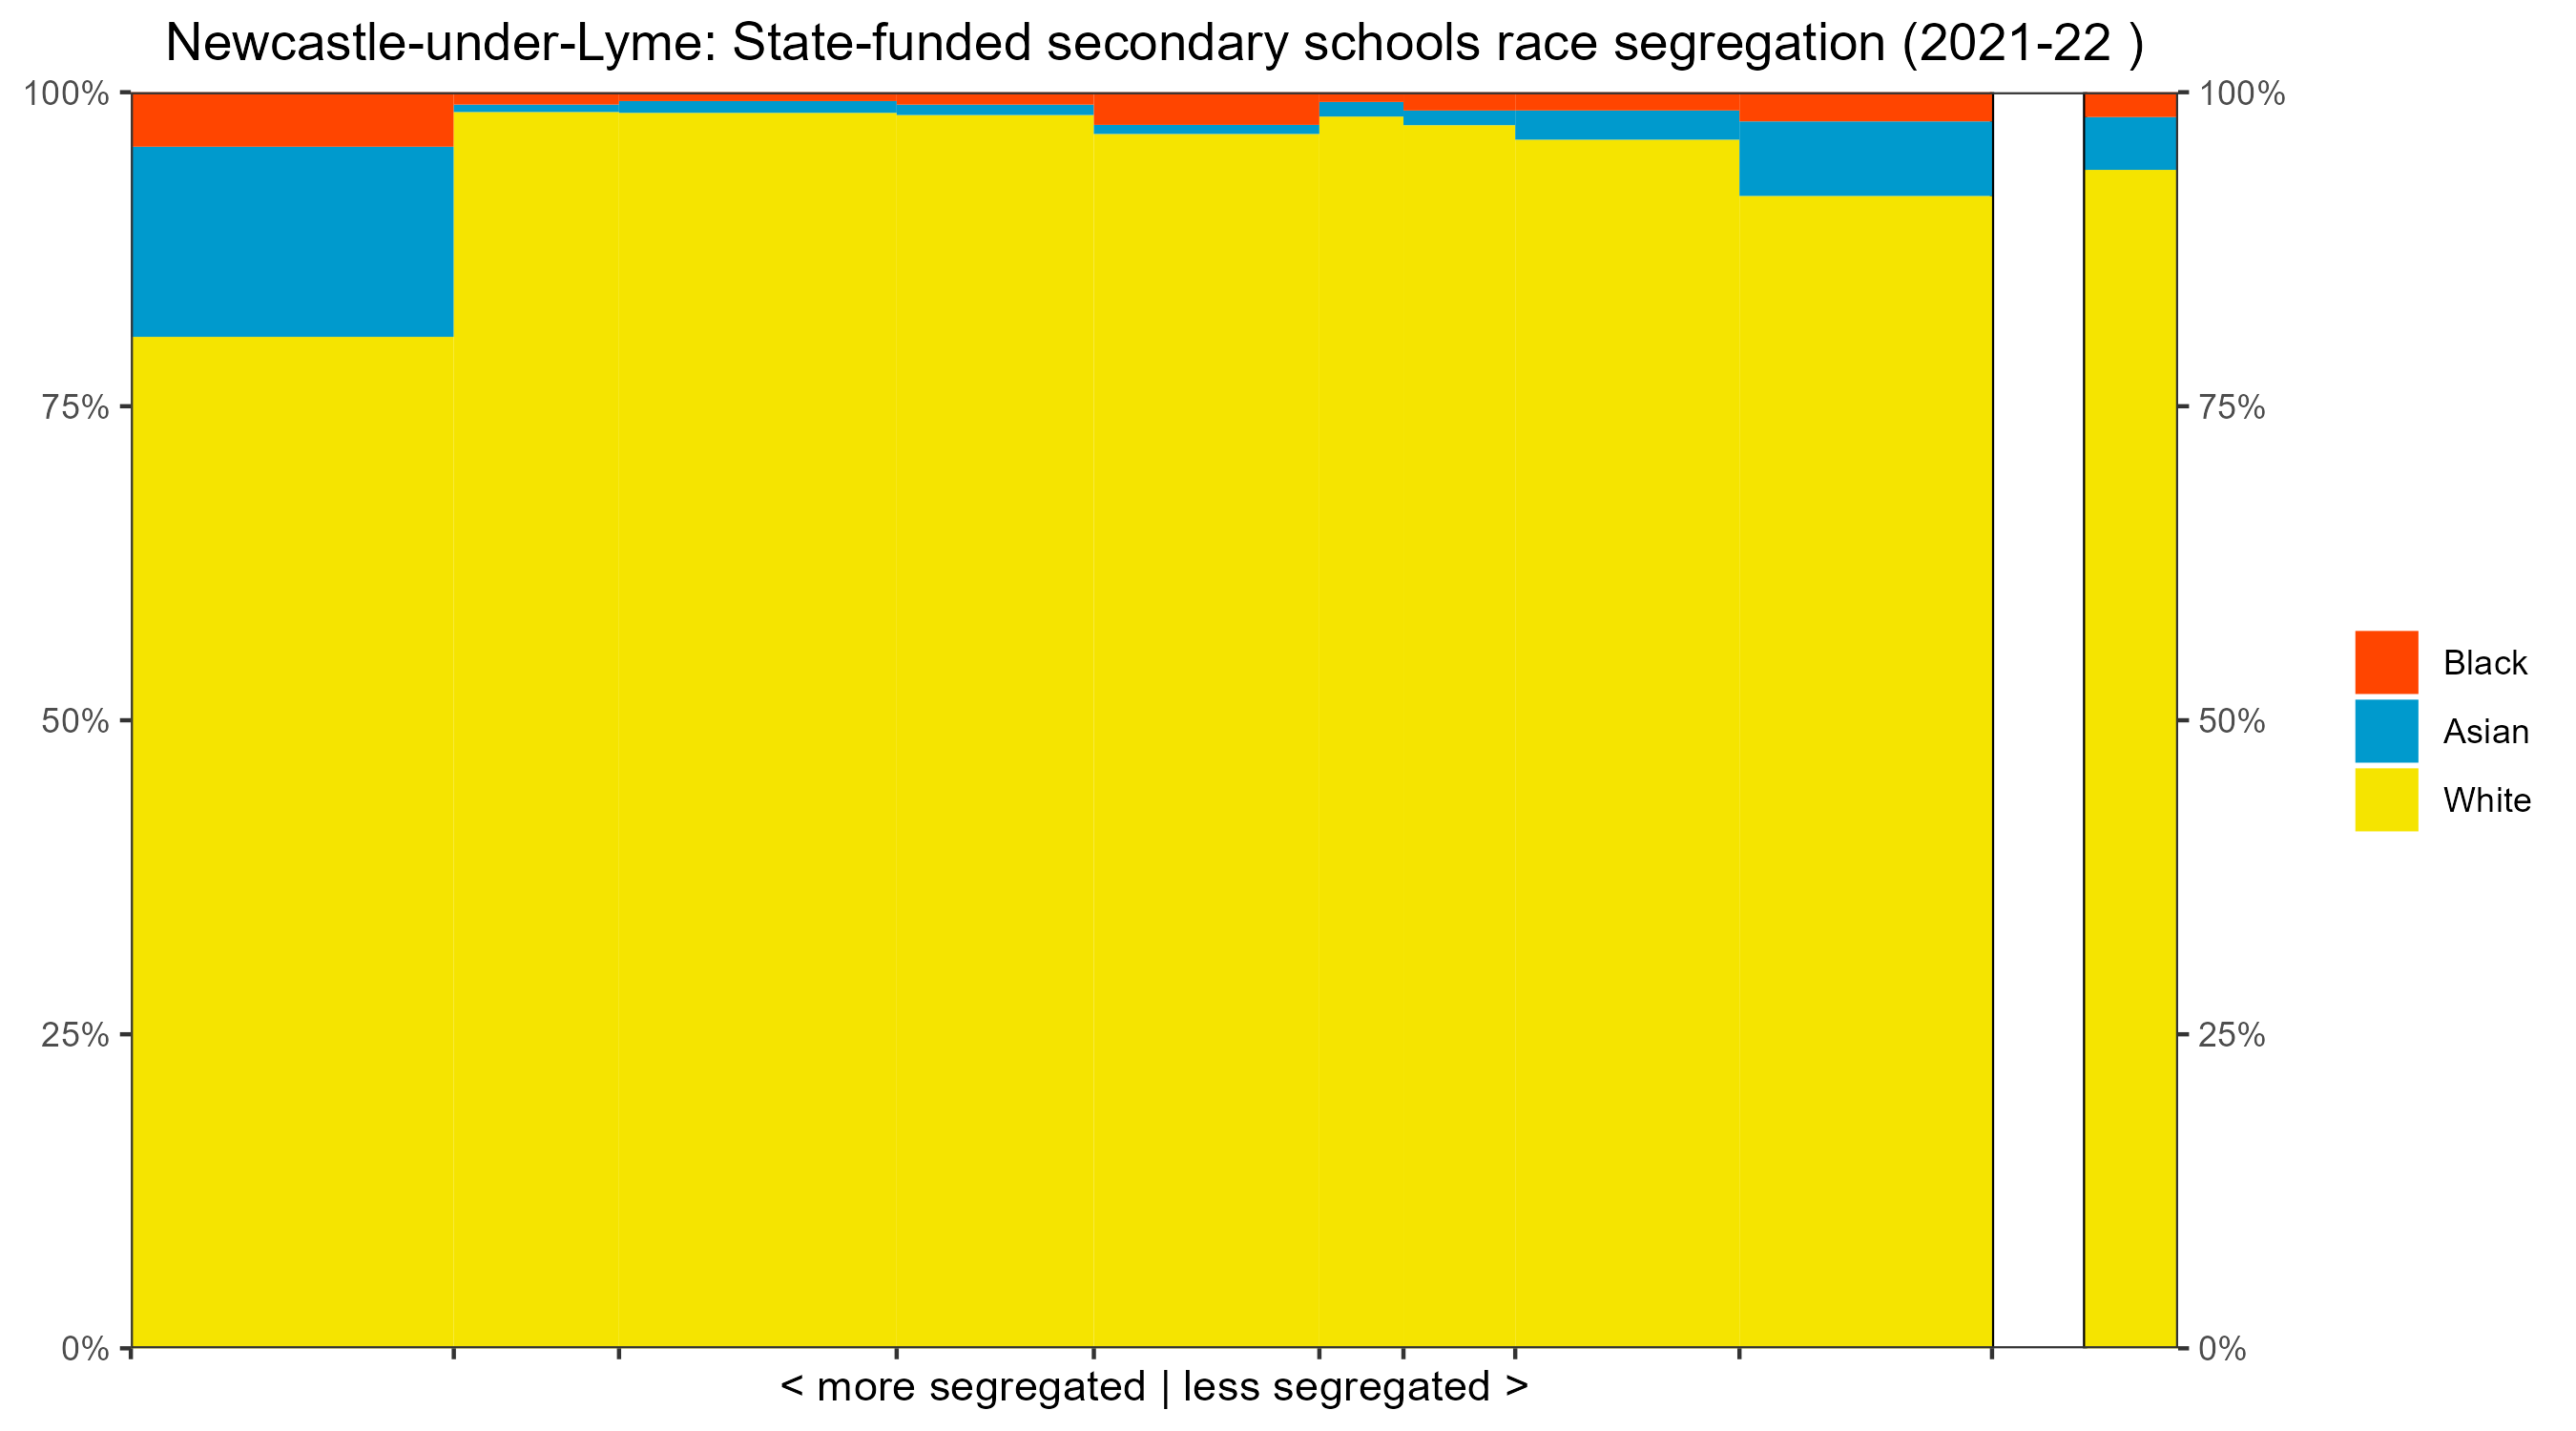 Newcastle-under-Lyme: State-funded secondary schools race segregation (2021-22 )
100%
75%
50%
25%
0%
100%
75%
50%
25%
0%
Black
Asian
White
< more segregated | less segregated >